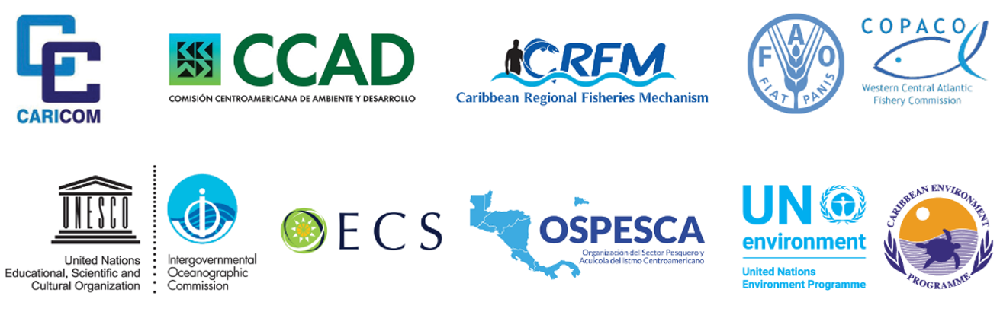 CARICOM
CCAD
COMISIÓN CENTROAMERICANA DE AMBIENTE Y DESARROLLO
CRFM
Caribbean Regional Fisheries Mechanism
FAO
FIAT PANIS
COPACO
Western Central Atlantic
Fishery Commission
UNESCO
United Nations
Educational, Scientific and
Cultural Organization
Intergovernmental
Oceanographic
Commission
OECS
OSPESCA
Organización del Sector Pesquero y
Acuícola del Istmo Centroamericano
UN
environment
United Nations
Environment Programme
CARIBBEAN ENVIRONMENT
PROGRAMME